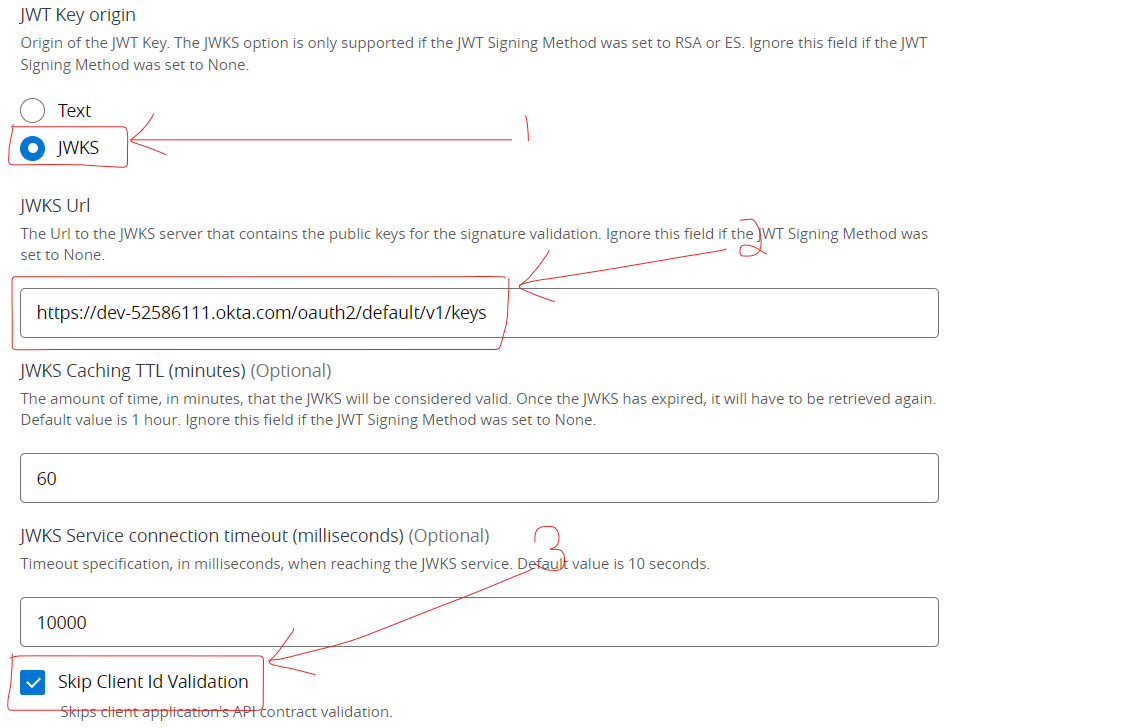 JWT Key origin
Origin of the JWT Key. The JWKS option is only supported if the JWT Signing Method was set to RSA or ES. Ignore this field if the JWT
Signing Method was set to None.
Text
JWKS
1
JWKS Url
The Url to the JWKS server that contains the public keys for the signature validation. Ignore this field if the JWT Signing Method was
set to None.
2
https://dev-52586111.okta.com/oauth2/default/v1/keys
JWKS Caching TTL (minutes) (Optional)
The amount of time, in minutes, that the JWKS will be considered valid. Once the JWKS has expired, it will have to be retrieved again.
Default value is 1 hour. Ignore this field if the JWT Signing Method was set to None.
60
JWKS Service connection timeout (milliseconds) (Optional)
3
Timeout specification, in milliseconds, when reaching the JWKS service. Default value is 10 seconds.
10000
Skip Client Id Validation
Skips client application's API contract validation.